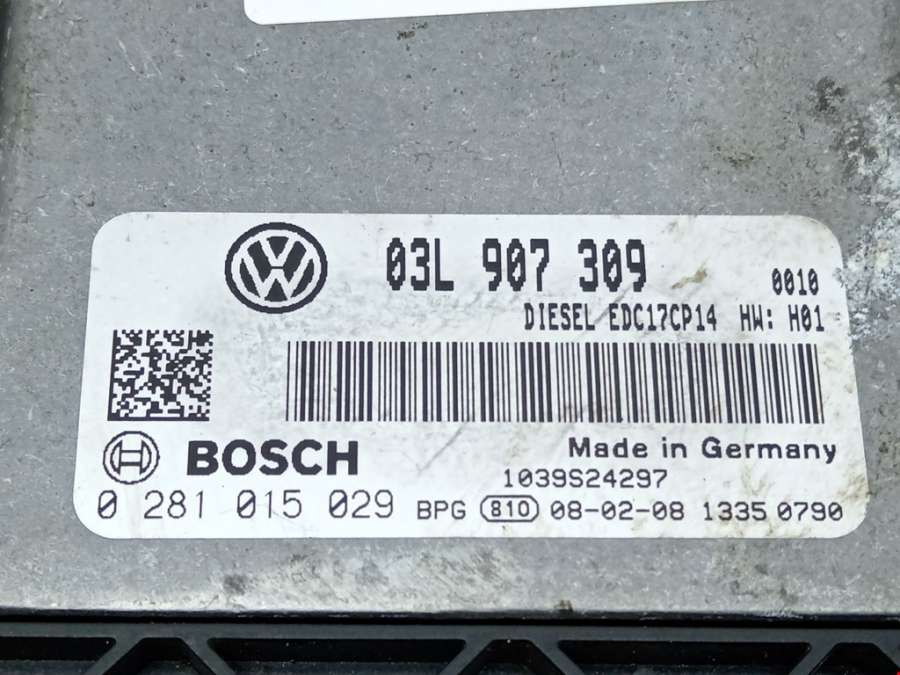 03L 907 309
0010
DIESEL EDC17CP14 HW: H01
BOSCH
Made in Germany
1039S24297
0 281 015 029 BPG 810 08-02-08 1335 0790